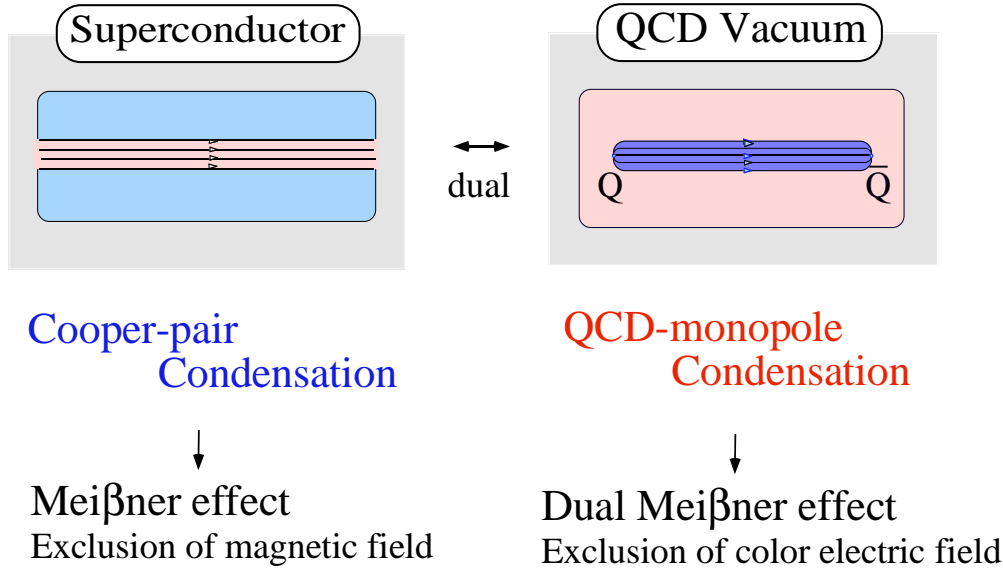 Superconductor
QCD Vacuum
dual
Q
Q̅
Cooper-pair
Condensation
QCD-monopole
Condensation
Meiβner effect
Exclusion of magnetic field
Dual Meiβner effect
Exclusion of color electric field